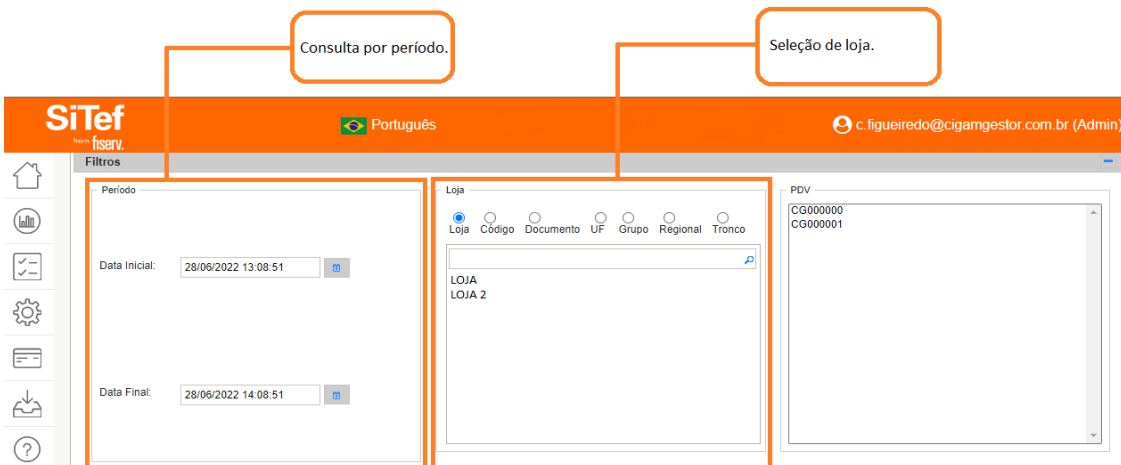 Consulta por período.
Seleção de loja.
SiTef
from fiserv.
Português
c.figueiredo@cigamgestor.com.br (Admin)
Filtros
Período
Data Inicial:
28/06/2022 13:08:51
Data Final:
28/06/2022 14:08:51
Loja
Loja Código Documento UF Grupo Regional Tronco
LOJA
LOJA 2
PDV
CG000000
CG000001